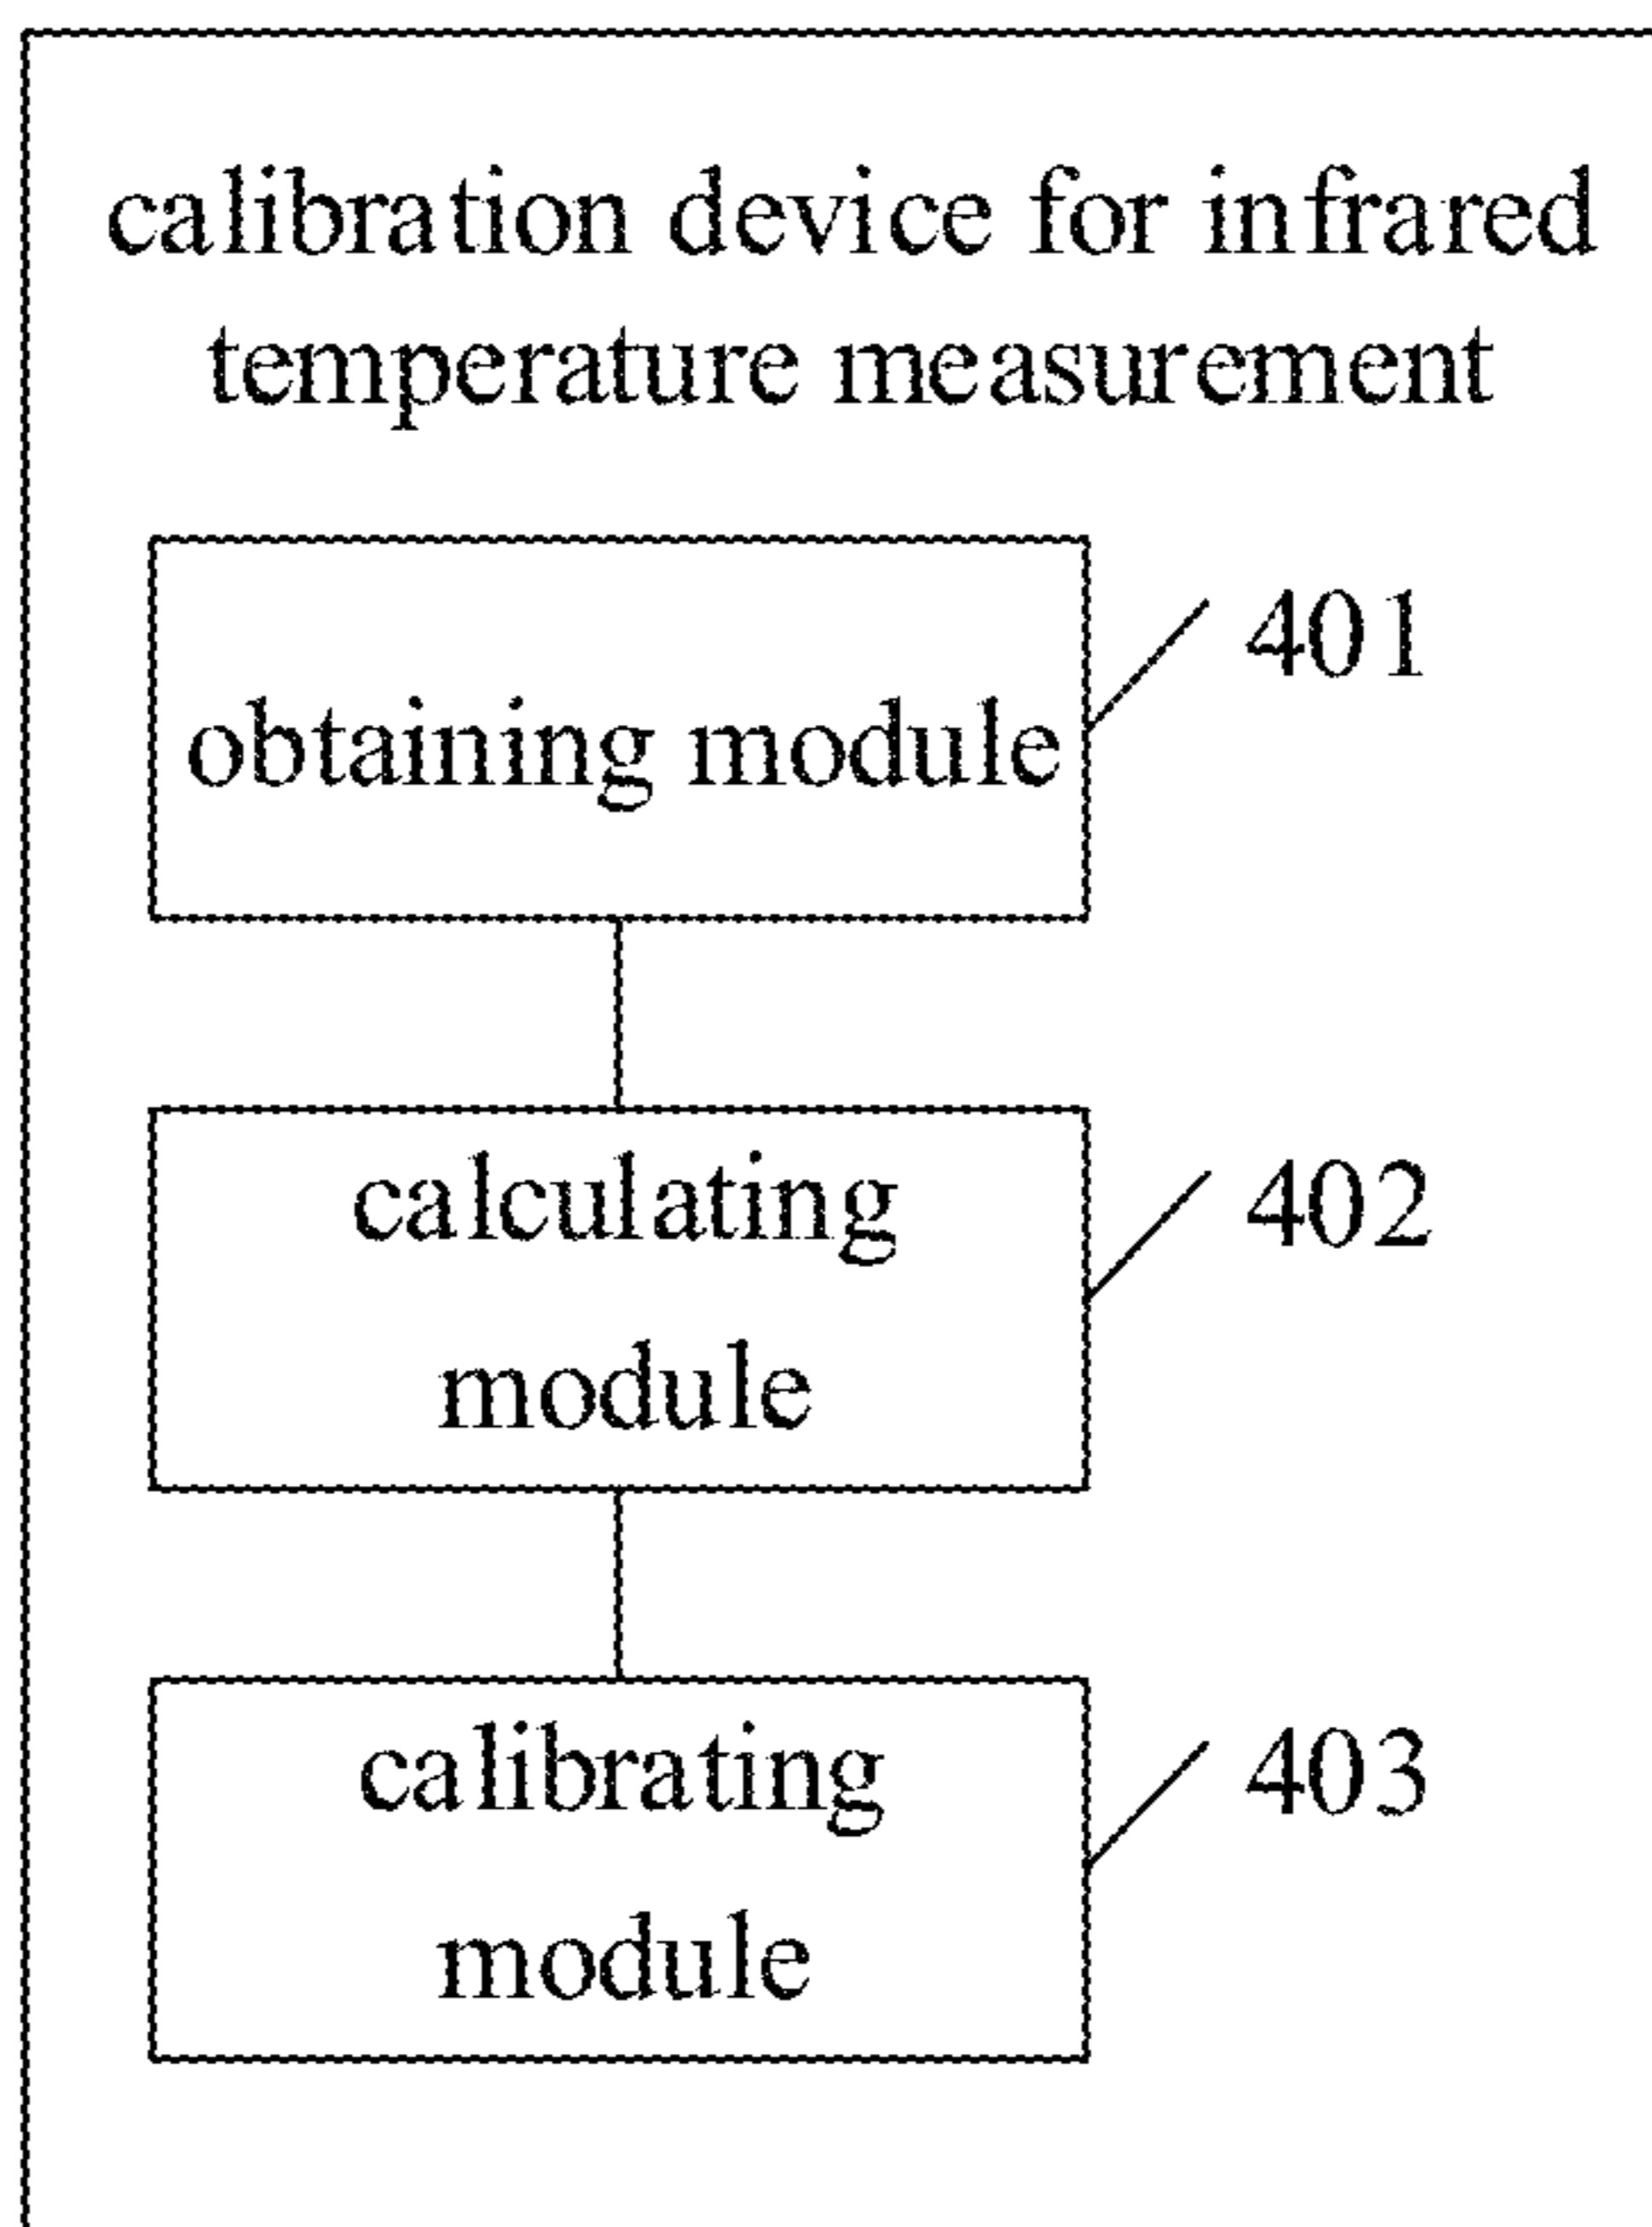 calibration device for infrared
temperature measurement
401
obtaining module
402
calculating
module
403
calibrating
module